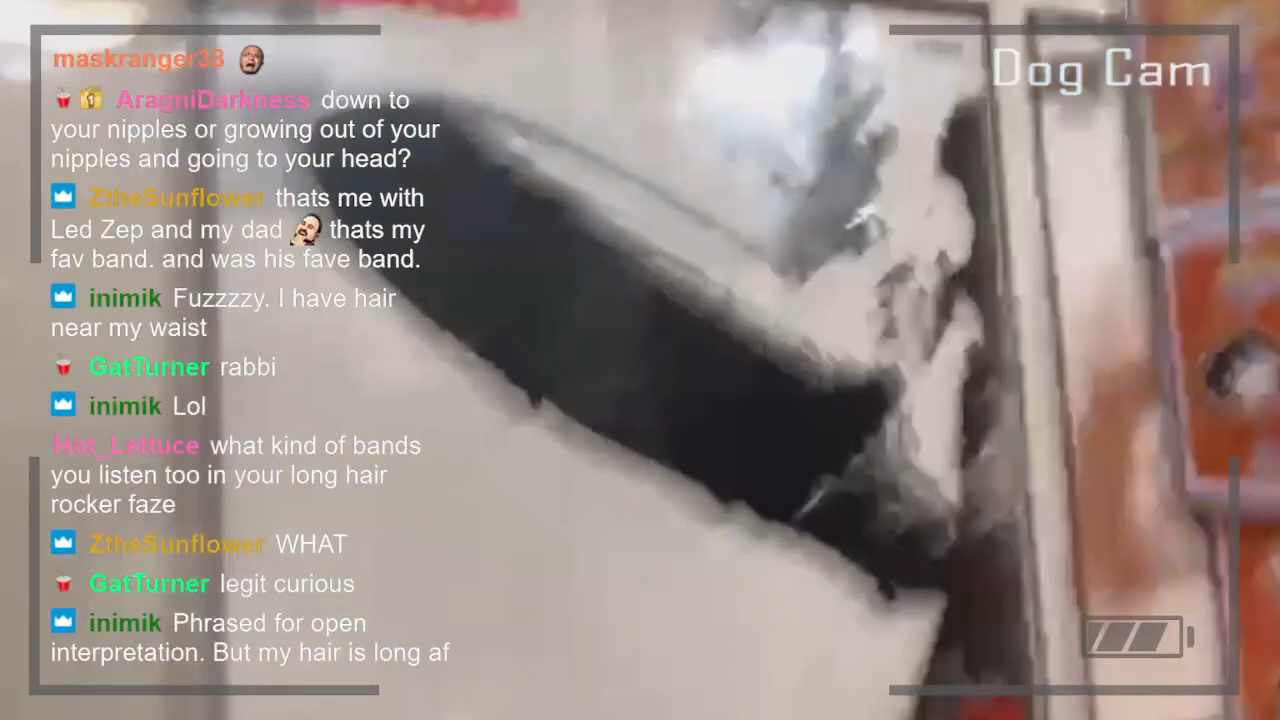 maskranger33
Dog Cam
AragniDarkness down to
your nipples or growing out of your
nipples and going to your head?
ZtheSunflower thats me with
Led Zep and my dad thats my
fav band. and was his fave band.
inimik Fuzzzzy. I have hair
near my waist
GatTurner rabbi
inimik Lol
Hot_Lettuce what kind of bands
you listen too in your long hair
rocker faze
ZtheSunflower WHAT
GatTurner legit curious
inimik Phrased for open
interpretation. But my hair is long af